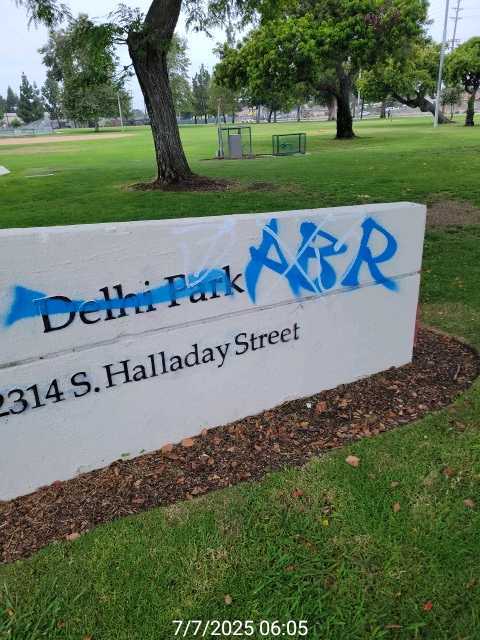 Delhi Park
ABR
2314 S. Halladay Street
7/7/2025 06:05